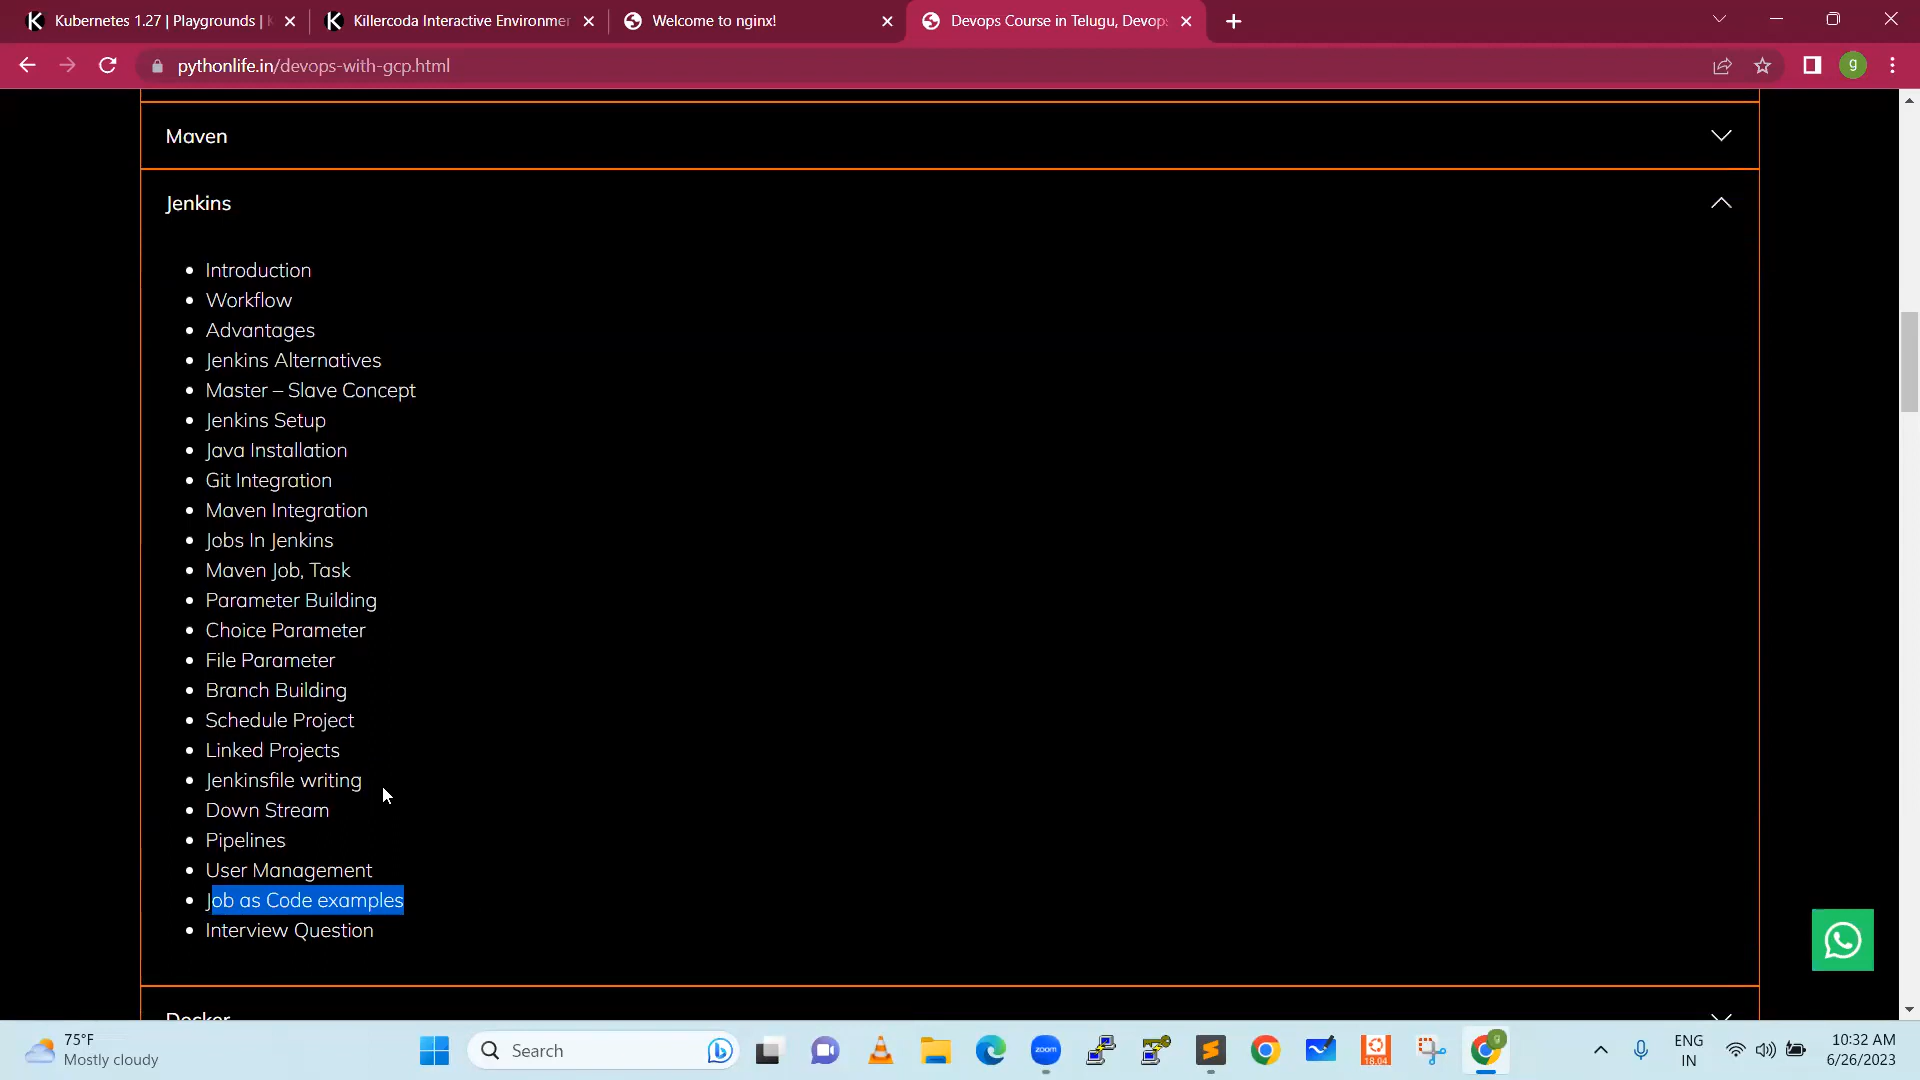 Kubernetes 1.27 | Playgrounds |
Killercoda Interactive Environmer
Welcome to nginx!
Devops Course in Telugu, Devop
pythonlife.in/devops-with-gcp.html
g
Maven
Jenkins
Introduction
Workflow
Advantages
Jenkins Alternatives
Master – Slave Concept
Jenkins Setup
Java Installation
Git Integration
Maven Integration
Jobs In Jenkins
Maven Job, Task
Parameter Building
Choice Parameter
File Parameter
Branch Building
Schedule Project
Linked Projects
Jenkinsfile writing
Down Stream
Pipelines
User Management
Job as Code examples
Interview Question
Docker
75°F
Mostly cloudy
Search
zoom
18.04
ENG
IN
10:32 AM
6/26/2023